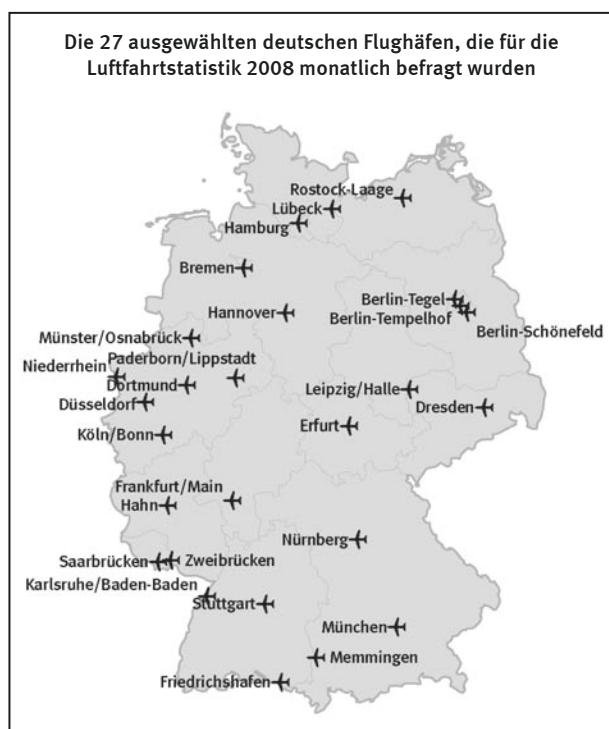 Die 27 ausgewählten deutschen Flughäfen, die für die
Luftfahrtstatistik 2008 monatlich befragt wurden
Rostock-Laage
Lübeck
Hamburg
Bremen
Berlin-Tegel
Hannover
Berlin-Tempelhof
Berlin-Schönefeld
Münster/Osnabrück
Paderborn/Lippstadt
Niederrhein
Dortmund
Leipzig/Halle
Düsseldorf
Dresden
Erfurt
Köln/Bonn
Frankfurt/Main
Hahn
Nürnberg
Saarbrücken
Zweibrücken
Karlsruhe/Baden-Baden
Stuttgart
München
Memmingen
Friedrichshafen